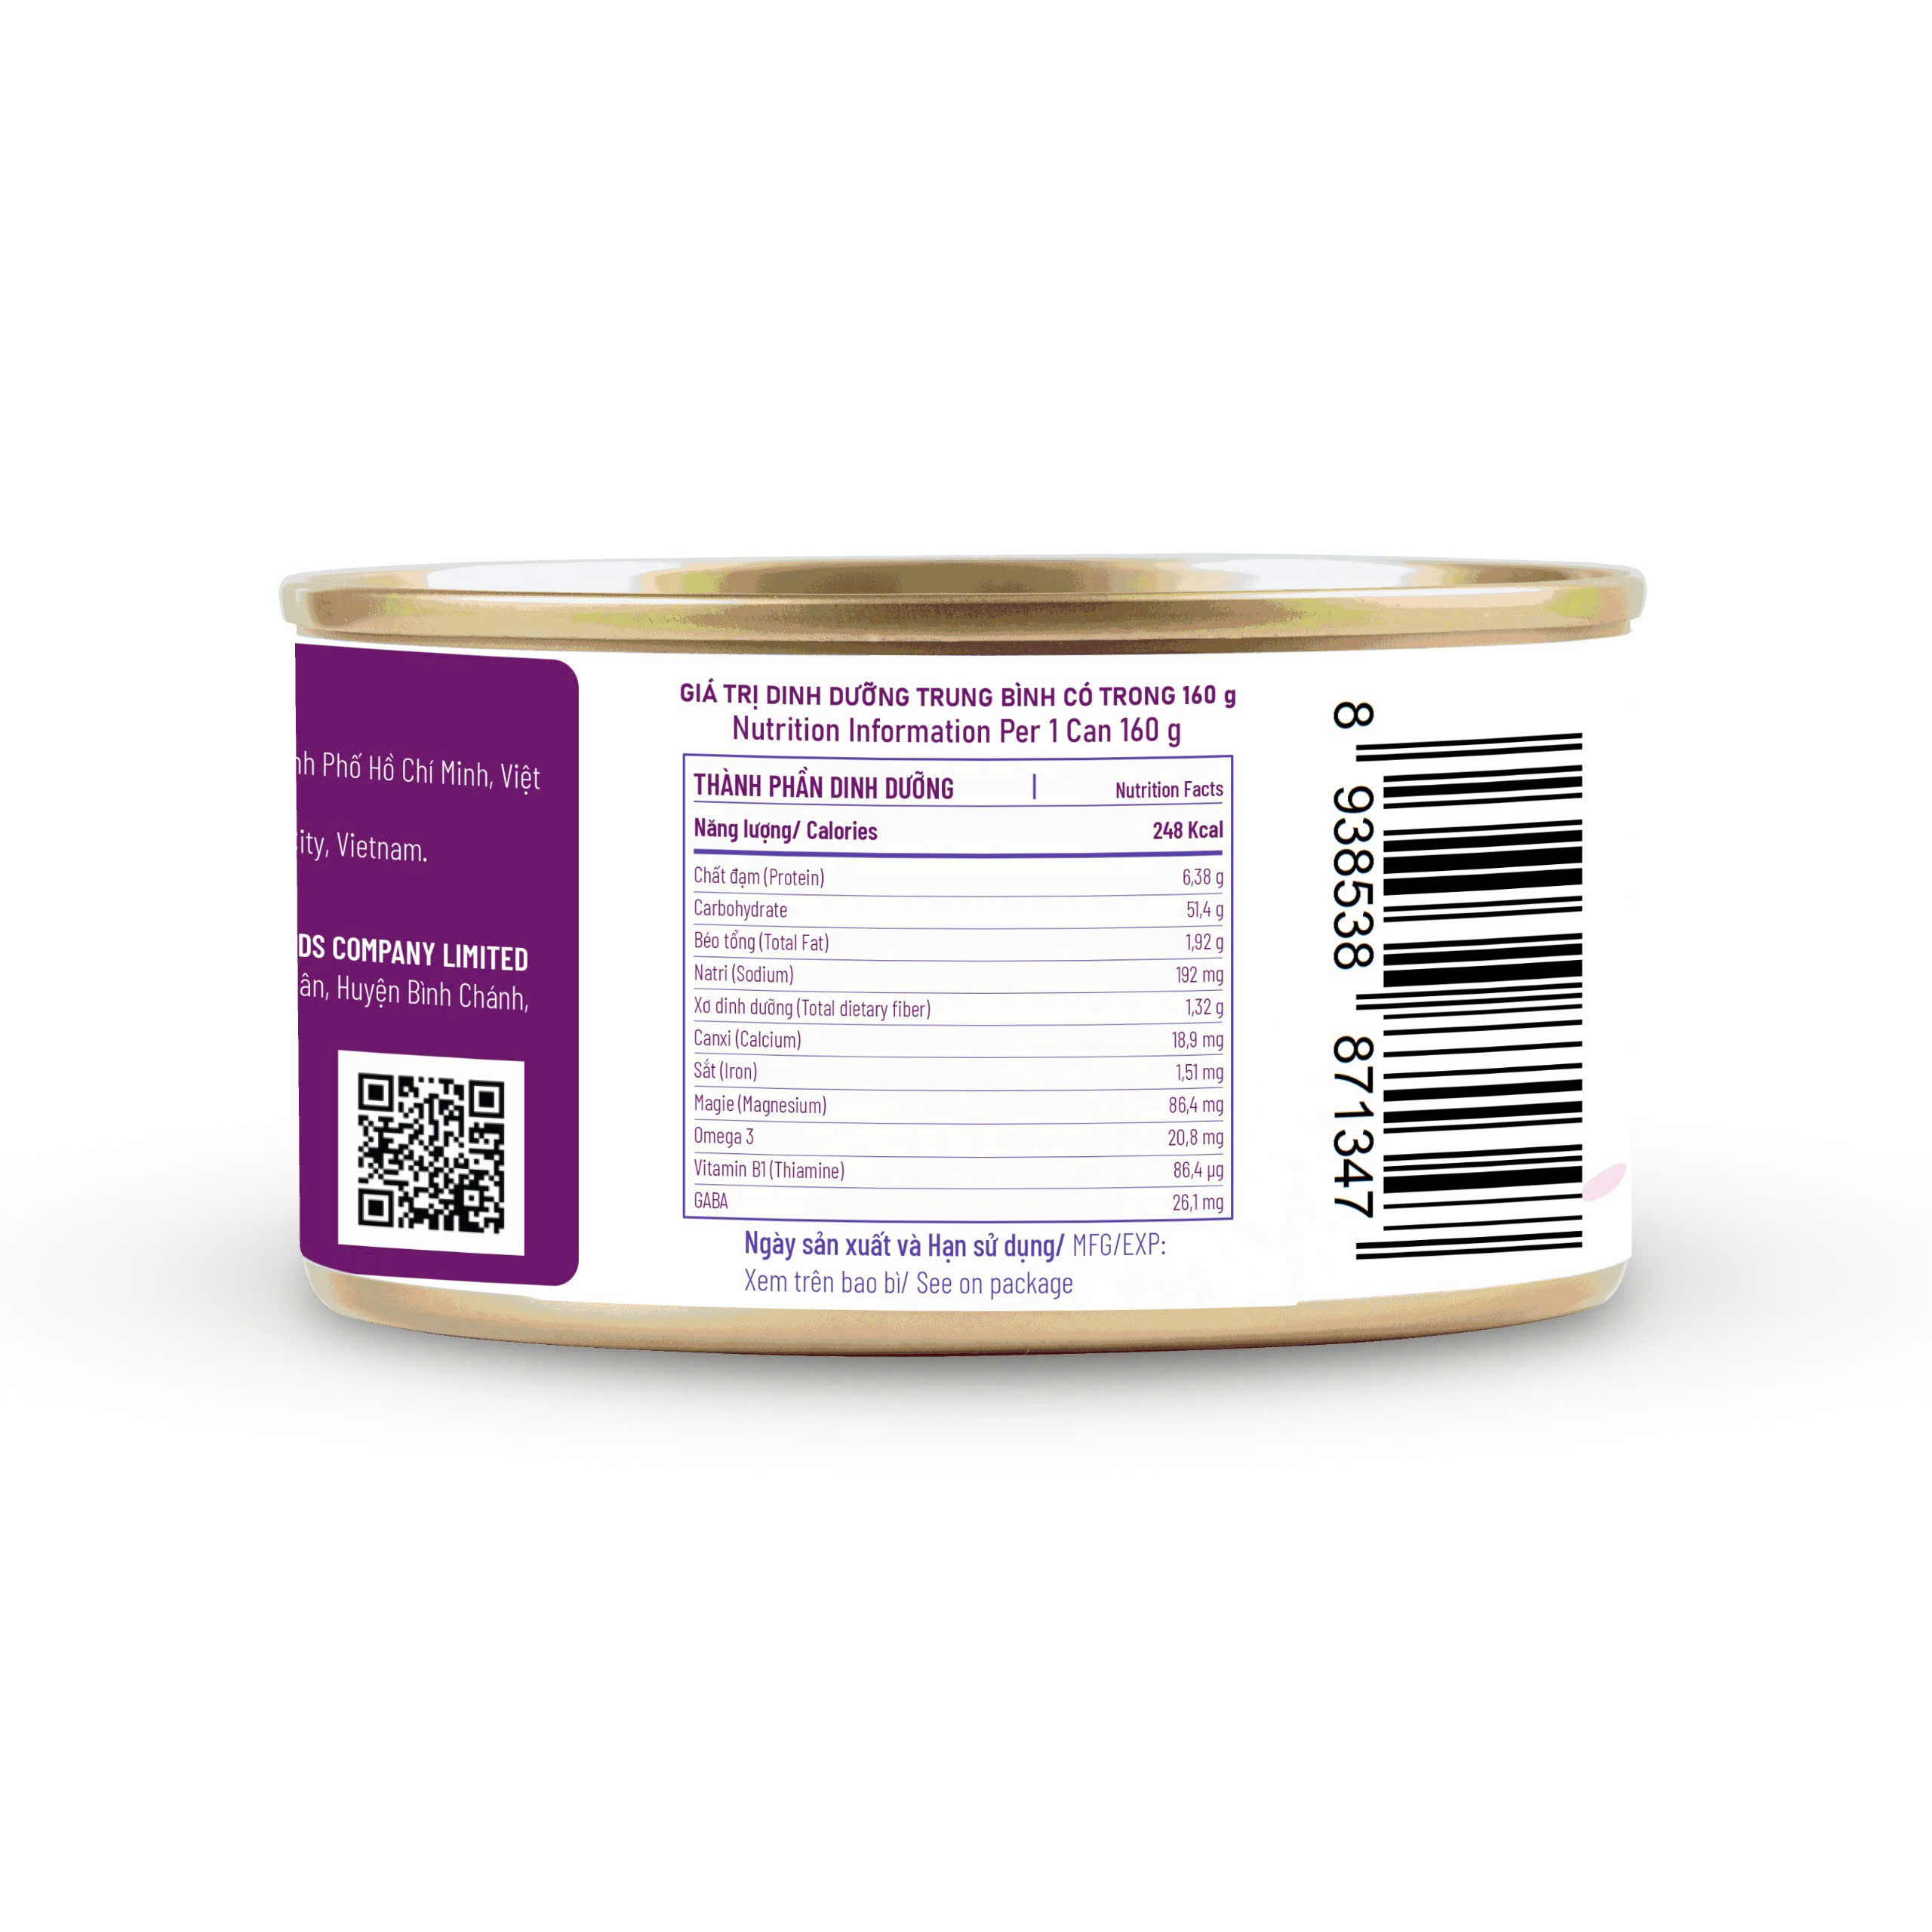 nh Phố Hồ Chí Minh, Việt
ity, Vietnam.
DS COMPANY LIMITED
ân, Huyện Bình Chánh,
GIÁ TRỊ DINH DƯỠNG TRUNG BÌNH CÓ TRONG 160 g
Nutrition Information Per 1 Can 160 g
THÀNH PHẦN DINH DƯỠNG | Nutrition Facts
Năng lượng/ Calories 248 Kcal
Chất đạm (Protein) 6,38 g
Carbohydrate 51,4 g
Béo tổng (Total Fat) 1,92 g
Natri (Sodium) 192 mg
Xơ dinh dưỡng (Total dietary fiber) 1,32 g
Canxi (Calcium) 18,9 mg
Sắt (Iron) 1,51 mg
Magie (Magnesium) 86,4 mg
Omega 3 20,8 mg
Vitamin B1 (Thiamine) 86,4 µg
GABA 26,1 mg
Ngày sản xuất và Hạn sử dụng/ MFG/EXP:
Xem trên bao bì/ See on package
8 938538 871347